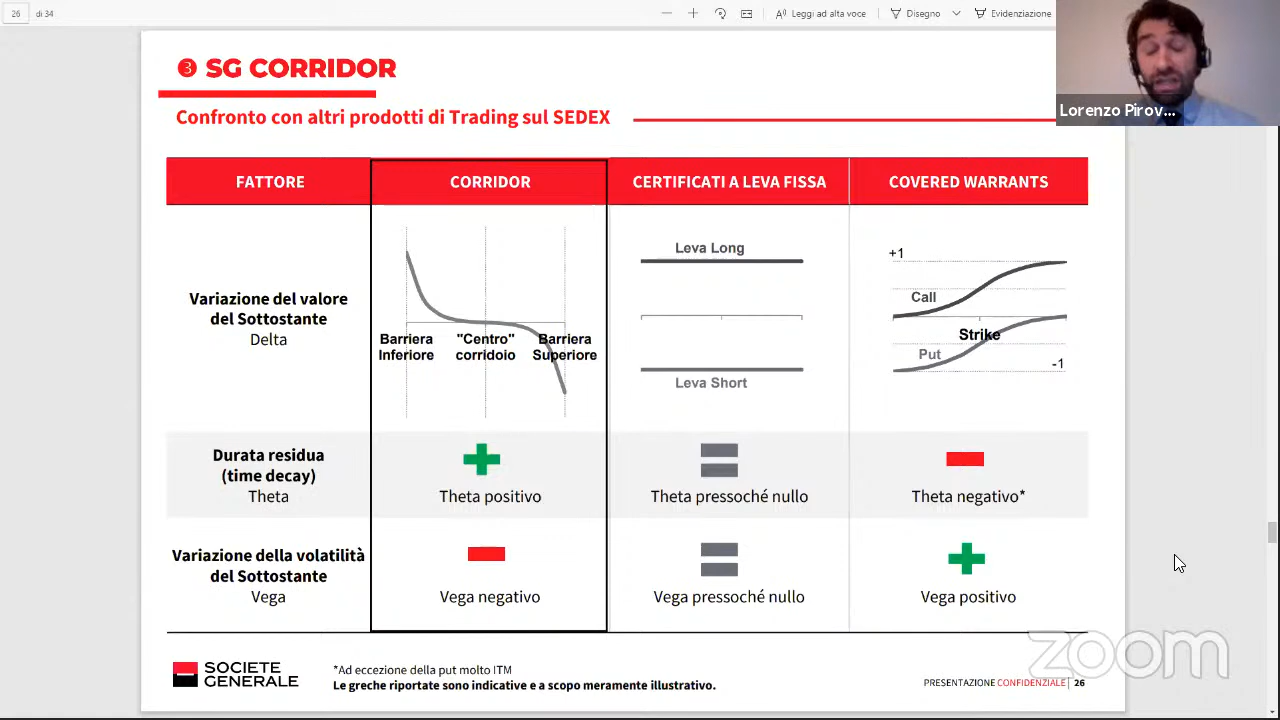 26 di 34
Leggi ad alta voce
Disegno
Evidenziazione
Lorenzo Pirov...
❸ SG CORRIDOR
Confronto con altri prodotti di Trading sul SEDEX
FATTORE
CORRIDOR
CERTIFICATI A LEVA FISSA
COVERED WARRANTS
Variazione del valore
del Sottostante
Delta
Barriera
Inferiore
"Centro"
corridoio
Barriera
Superiore
Leva Long
Leva Short
+1
Call
Strike
Put
-1
Durata residua
(time decay)
Theta
Theta positivo
Theta pressoché nullo
Theta negativo*
Variazione della volatilità
del Sottostante
Vega
Vega negativo
Vega pressoché nullo
Vega positivo
SOCIETE
GENERALE
*Ad eccezione della put molto ITM
Le greche riportate sono indicative e a scopo meramente illustrativo.
PRESENTAZIONE CONFIDENZIALE | 26
zoom